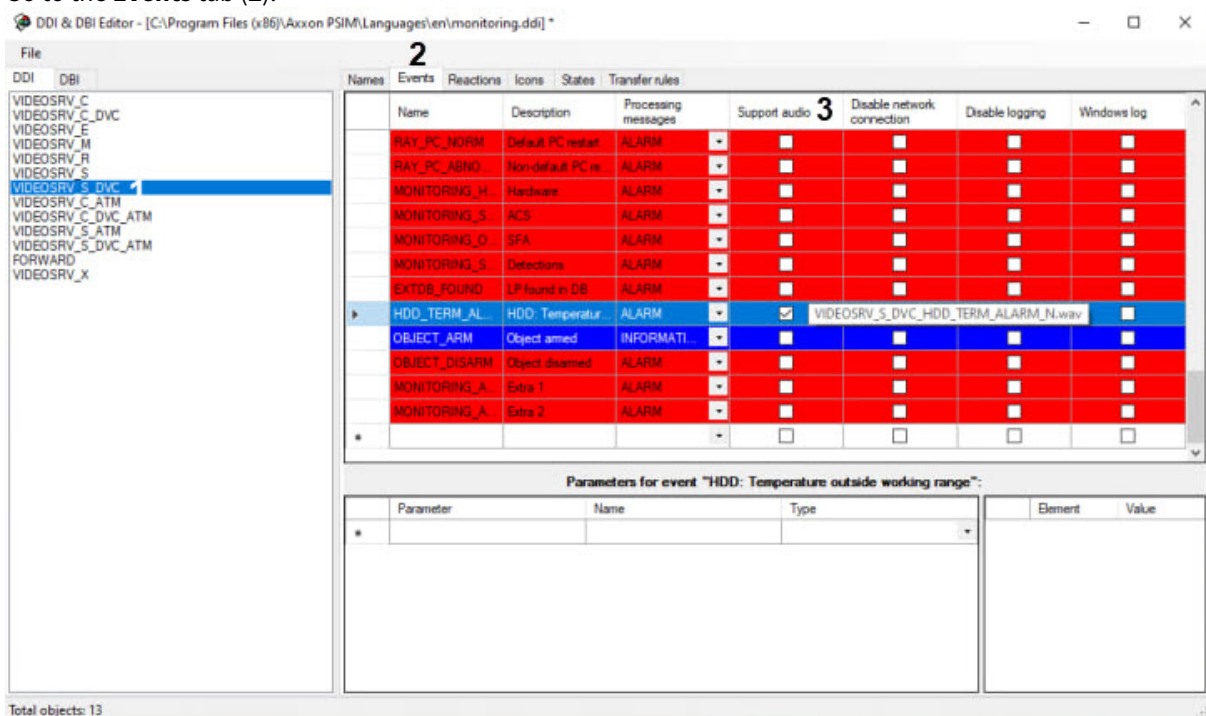 Go to the Events tab (2).
DDI & DBI Editor - [C:\Program Files (x86)\Axxon PSIM\Languages\en\monitoring.ddi] *
File
2
DDI DBI
Names Events Reactions Icons States Transfer rules
VIDEOSRV_C
VIDEOSRV_C_DVC
VIDEOSRV_E
VIDEOSRV_M
VIDEOSRV_R
VIDEOSRV_S
VIDEOSRV_S_DVC 1
VIDEOSRV_C_ATM
VIDEOSRV_C_DVC_ATM
VIDEOSRV_S_ATM
VIDEOSRV_S_DVC_ATM
FORWARD
VIDEOSRV_X
Name Description Processing messages Support audio 3 Disable network connection Disable logging Windows log
RAY_PC_NORM Default PC restart ALARM
RAY_PC_ABNO... Non-default PC re... ALARM
MONITORING_H... Hardware ALARM
MONITORING_S... ACS ALARM
MONITORING_O... SFA ALARM
MONITORING_S... Detections ALARM
EXTDB_FOUND LP found in DB ALARM
HDD_TERM_AL... HDD: Temperatur... ALARM VIDEOSRV_S_DVC_HDD_TERM_ALARM_N.wav
OBJECT_ARM Object armed INFORMATI...
OBJECT_DISARM Object disarmed ALARM
MONITORING_A... Extra 1 ALARM
MONITORING_A... Extra 2 ALARM
Parameters for event "HDD: Temperature outside working range":
Parameter Name Type Element Value
Total objects: 13